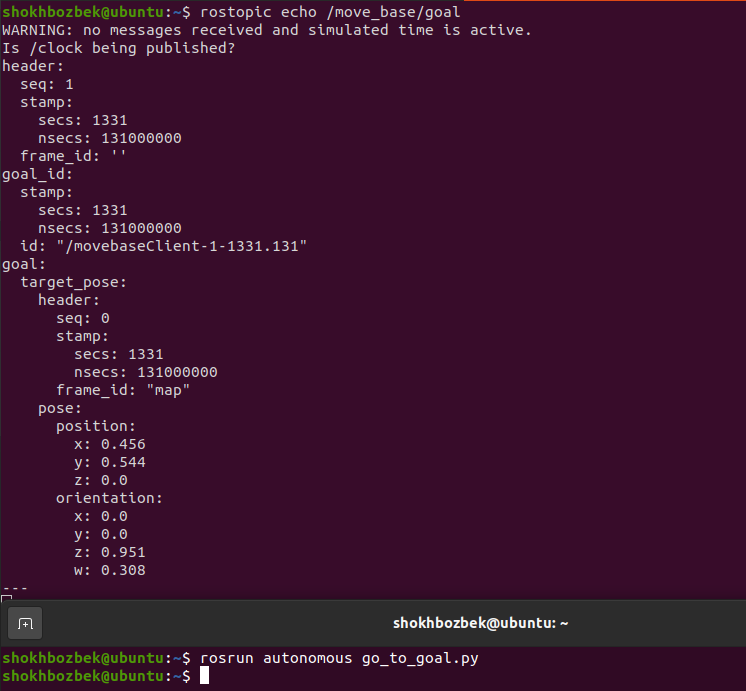 shokhbozbek@ubuntu:~$ rostopic echo /move_base/goal
WARNING: no messages received and simulated time is active.
Is /clock being published?
header:
  seq: 1
  stamp:
    secs: 1331
    nsecs: 131000000
  frame_id: ''
goal_id:
  stamp:
    secs: 1331
    nsecs: 131000000
  id: "/movebaseClient-1-1331.131"
goal:
  target_pose:
    header:
      seq: 0
      stamp:
        secs: 1331
        nsecs: 131000000
      frame_id: "map"
    pose:
      position:
        x: 0.456
        y: 0.544
        z: 0.0
      orientation:
        x: 0.0
        y: 0.0
        z: 0.951
        w: 0.308
---
shokhbozbek@ubuntu: ~
shokhbozbek@ubuntu:~$ rosrun autonomous go_to_goal.py
shokhbozbek@ubuntu:~$